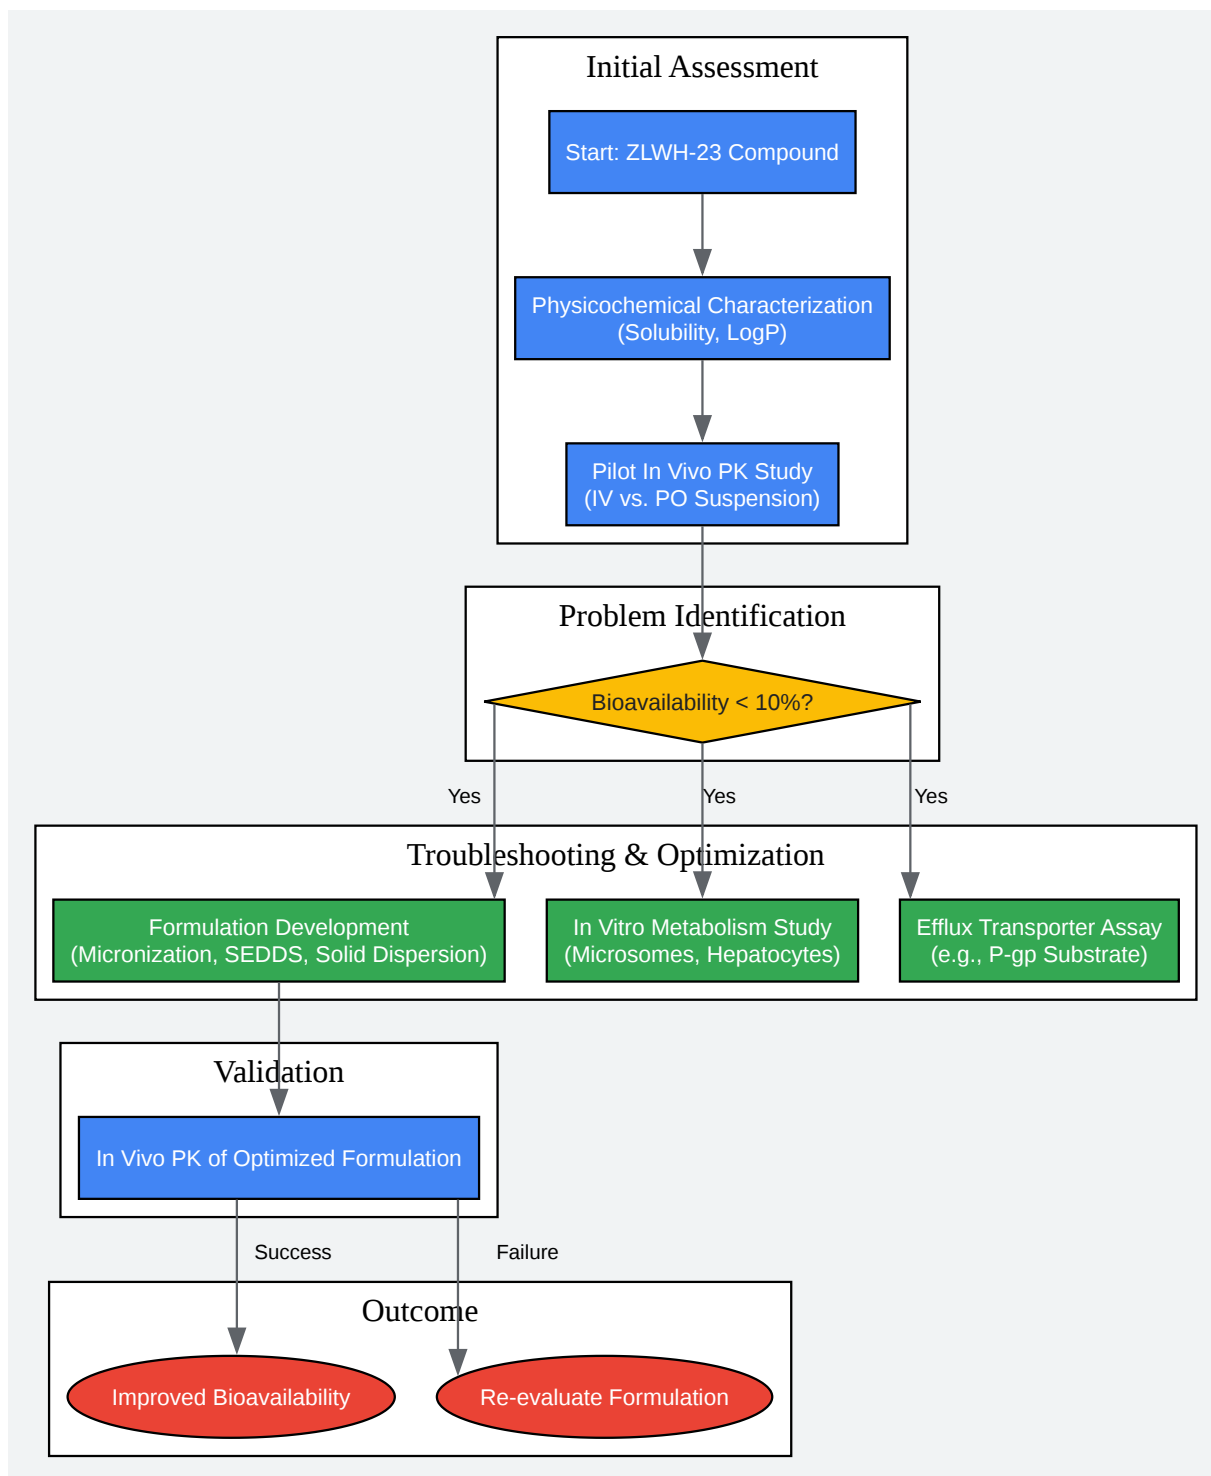 Initial Assessment
Start: ZLWH-23 Compound
Physicochemical Characterization
(Solubility, LogP)
Pilot In Vivo PK Study
(IV vs. PO Suspension)
Problem Identification
Bioavailability < 10%?
Yes
Yes
Yes
Troubleshooting & Optimization
Formulation Development
(Micronization, SEDDS, Solid Dispersion)
In Vitro Metabolism Study
(Microsomes, Hepatocytes)
Efflux Transporter Assay
(e.g., P-gp Substrate)
Validation
In Vivo PK of Optimized Formulation
Success
Failure
Outcome
Improved Bioavailability
Re-evaluate Formulation